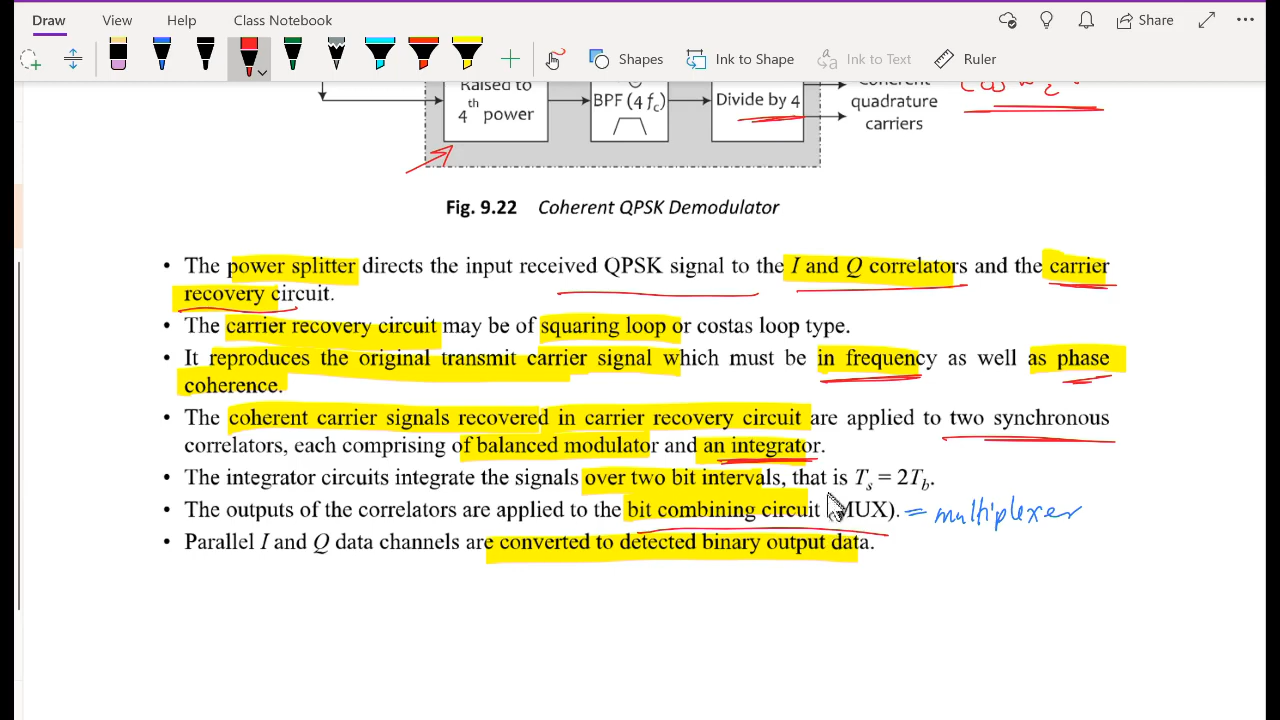 Draw View Help Class Notebook Share
Shapes Ink to Shape Ink to Text Ruler
Raised to
4th power
BPF (4 fc)
Divide by 4
Coherent
quadrature
carriers
Fig. 9.22 Coherent QPSK Demodulator
• The power splitter directs the input received QPSK signal to the I and Q correlators and the carrier
recovery circuit.
• The carrier recovery circuit may be of squaring loop or costas loop type.
• It reproduces the original transmit carrier signal which must be in frequency as well as phase
coherence.
• The coherent carrier signals recovered in carrier recovery circuit are applied to two synchronous
correlators, each comprising of balanced modulator and an integrator.
• The integrator circuits integrate the signals over two bit intervals, that is Ts = 2Tb.
• The outputs of the correlators are applied to the bit combining circuit (MUX). = multiplexer
• Parallel I and Q data channels are converted to detected binary output data.